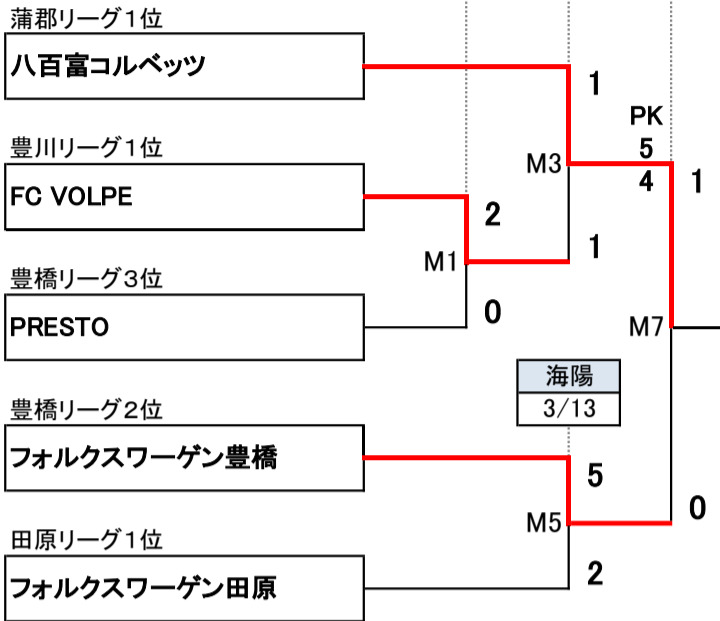 蒲郡リーグ1位
八百富コルベッツ
1
PK
5
4
1
M3
豊川リーグ1位
FC VOLPE
2
M1
1
0
豊橋リーグ3位
PRESTO
M7
海陽
3/13
豊橋リーグ2位
フォルクスワーゲン豊橋
5
M5
0
2
田原リーグ1位
フォルクスワーゲン田原